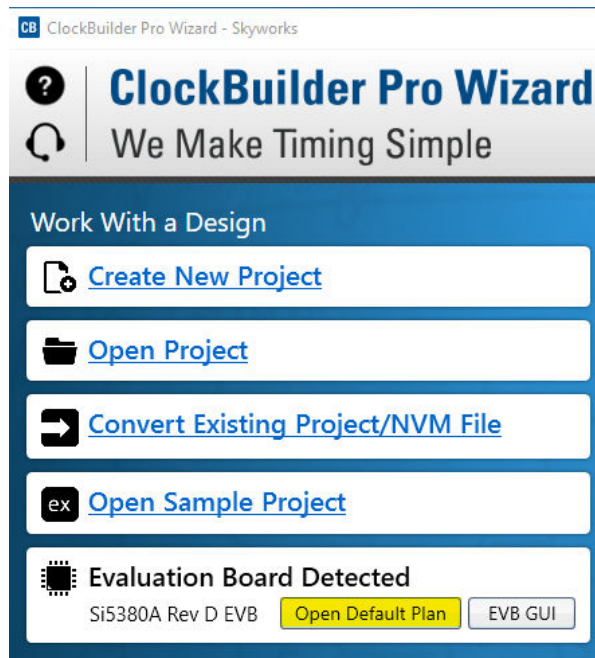 CB ClockBuilder Pro Wizard - Skyworks
? ClockBuilder Pro Wizard
We Make Timing Simple
Work With a Design
Create New Project
Open Project
Convert Existing Project/NVM File
ex Open Sample Project
Evaluation Board Detected
Si5380A Rev D EVB Open Default Plan EVB GUI